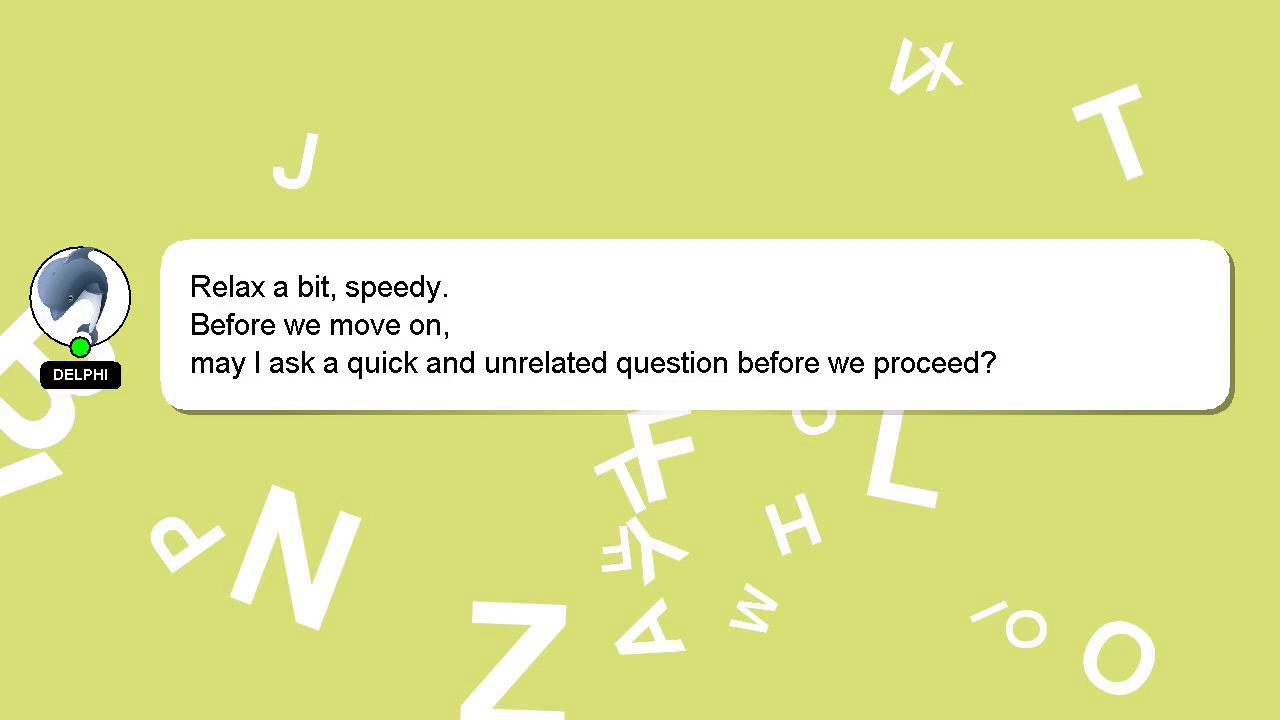 V
X
T
J
Relax a bit, speedy.
Before we move on,
may I ask a quick and unrelated question before we proceed?
DELPHI
B
I
P
N
Z
F
T
F
Y
A
O
L
H
W
I
O
O